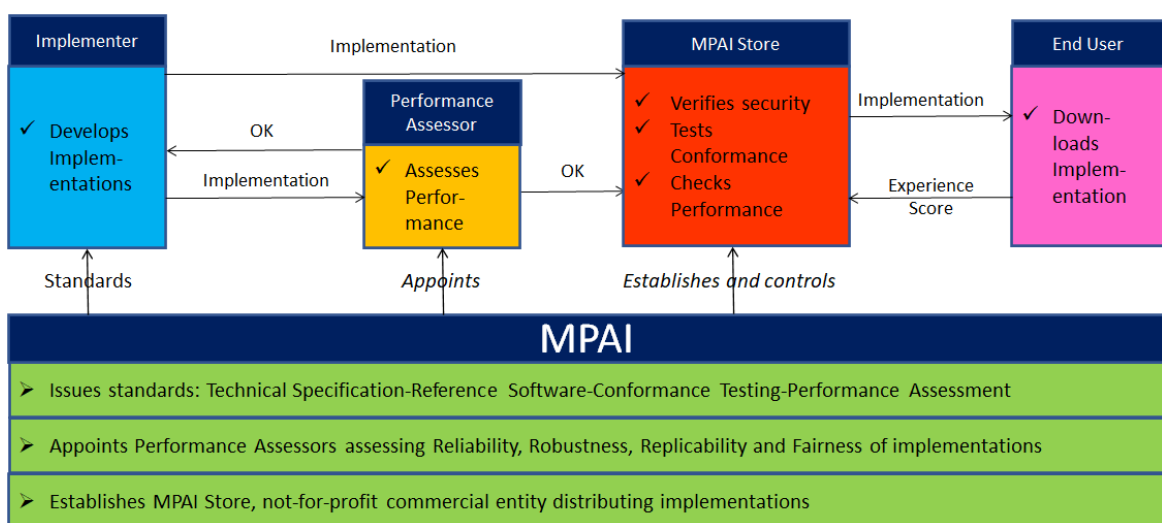 Implementer
✓ Develops
Implem-
entations
Implementation
OK
Implementation
Performance
Assessor
✓ Assesses
Perfor-
mance
OK
MPAI Store
✓ Verifies security
✓ Tests
Conformance
✓ Checks
Performance
Implementation
Experience
Score
End User
✓ Down-
loads
Implem-
entation
Standards
Appoints
Establishes and controls
MPAI
➢ Issues standards: Technical Specification-Reference Software-Conformance Testing-Performance Assessment
➢ Appoints Performance Assessors assessing Reliability, Robustness, Replicability and Fairness of implementations
➢ Establishes MPAI Store, not-for-profit commercial entity distributing implementations